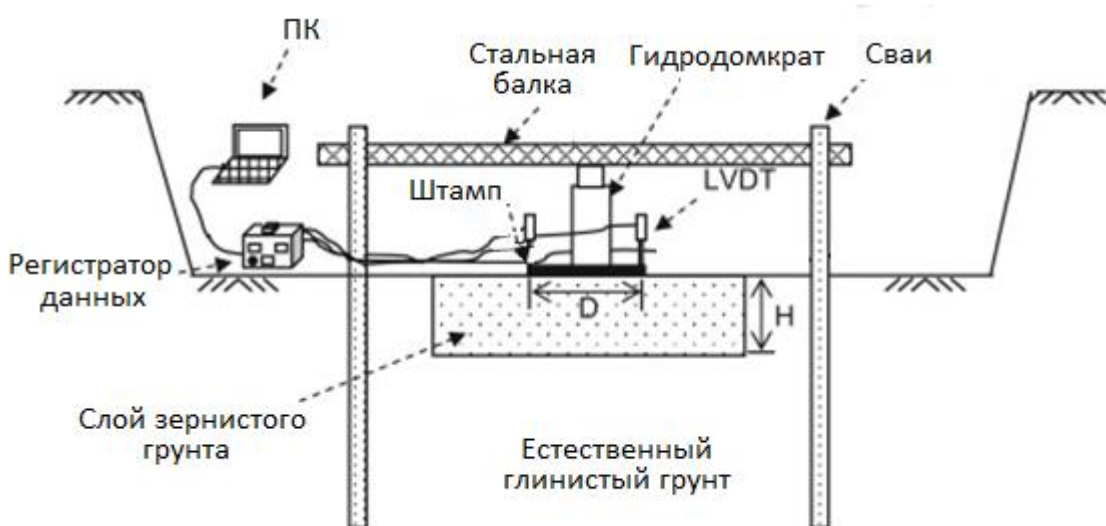 ПК
Стальная
балка
Гидродомкрат
Сваи
Штамп
LVDT
Регистратор
данных
D
H
Слой зернистого
грунта
Естественный
глинистый грунт